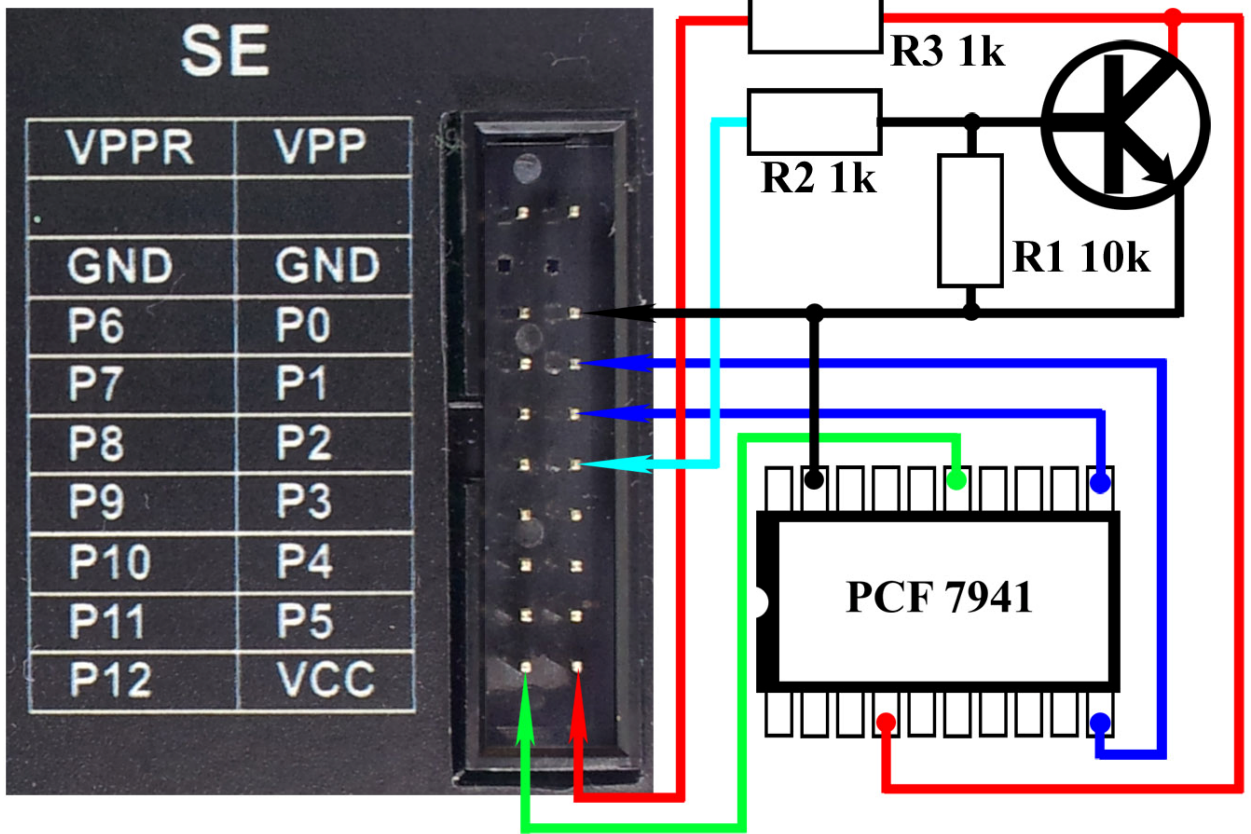 SE
VPPR VPP
GND GND
P6 P0
P7 P1
P8 P2
P9 P3
P10 P4
P11 P5
P12 VCC
R3 1k
R2 1k
R1 10k
PCF 7941